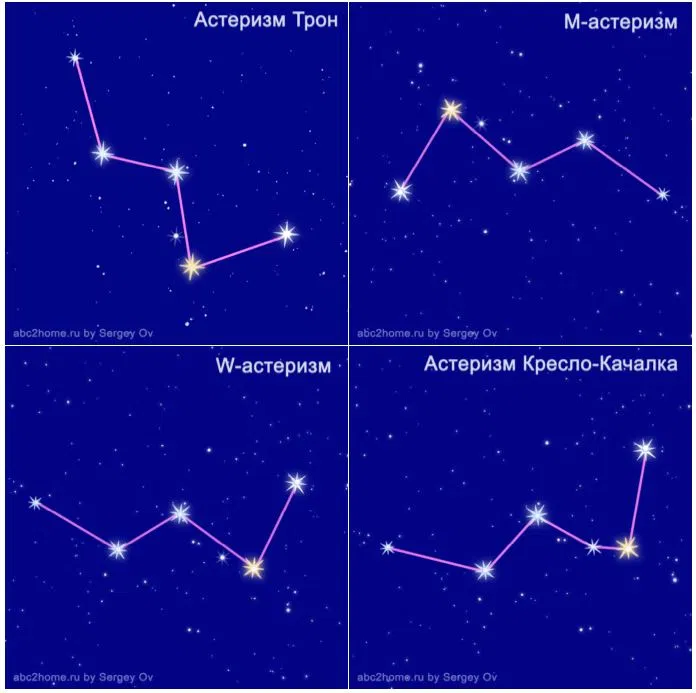 Астеризм Трон
M-астеризм
abc2home.ru by Sergey Ov
abc2home.ru by Sergey Ov
W-астеризм
Астеризм Кресло-Качалка
abc2home.ru by Sergey Ov
abc2home.ru by Sergey Ov